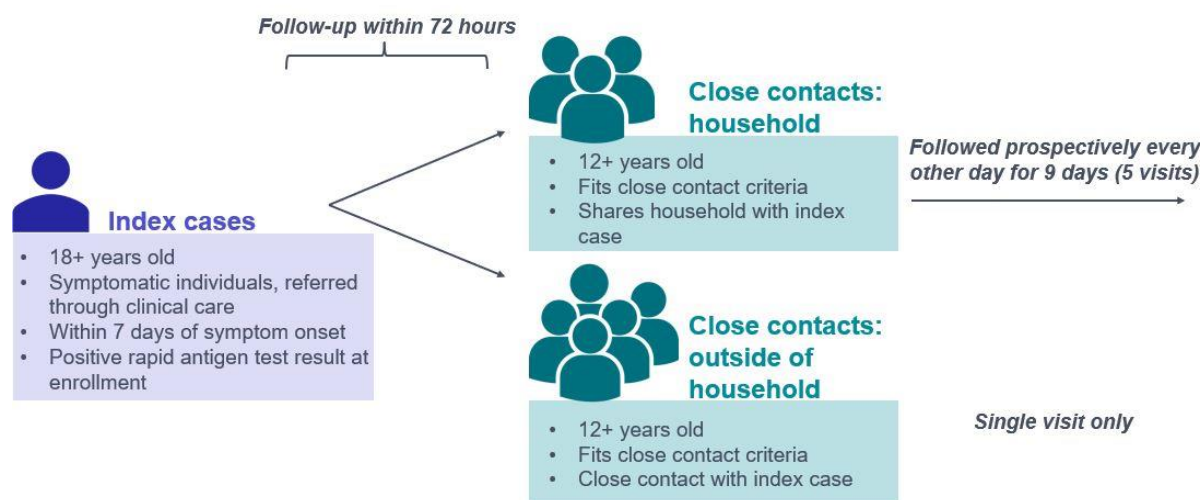 Follow-up within 72 hours
Index cases
• 18+ years old
• Symptomatic individuals, referred
through clinical care
• Within 7 days of symptom onset
• Positive rapid antigen test result at
enrollment
Close contacts:
household
• 12+ years old
• Fits close contact criteria
• Shares household with index
case
Followed prospectively every
other day for 9 days (5 visits)
Close contacts:
outside of
household
• 12+ years old
• Fits close contact criteria
• Close contact with index case
Single visit only